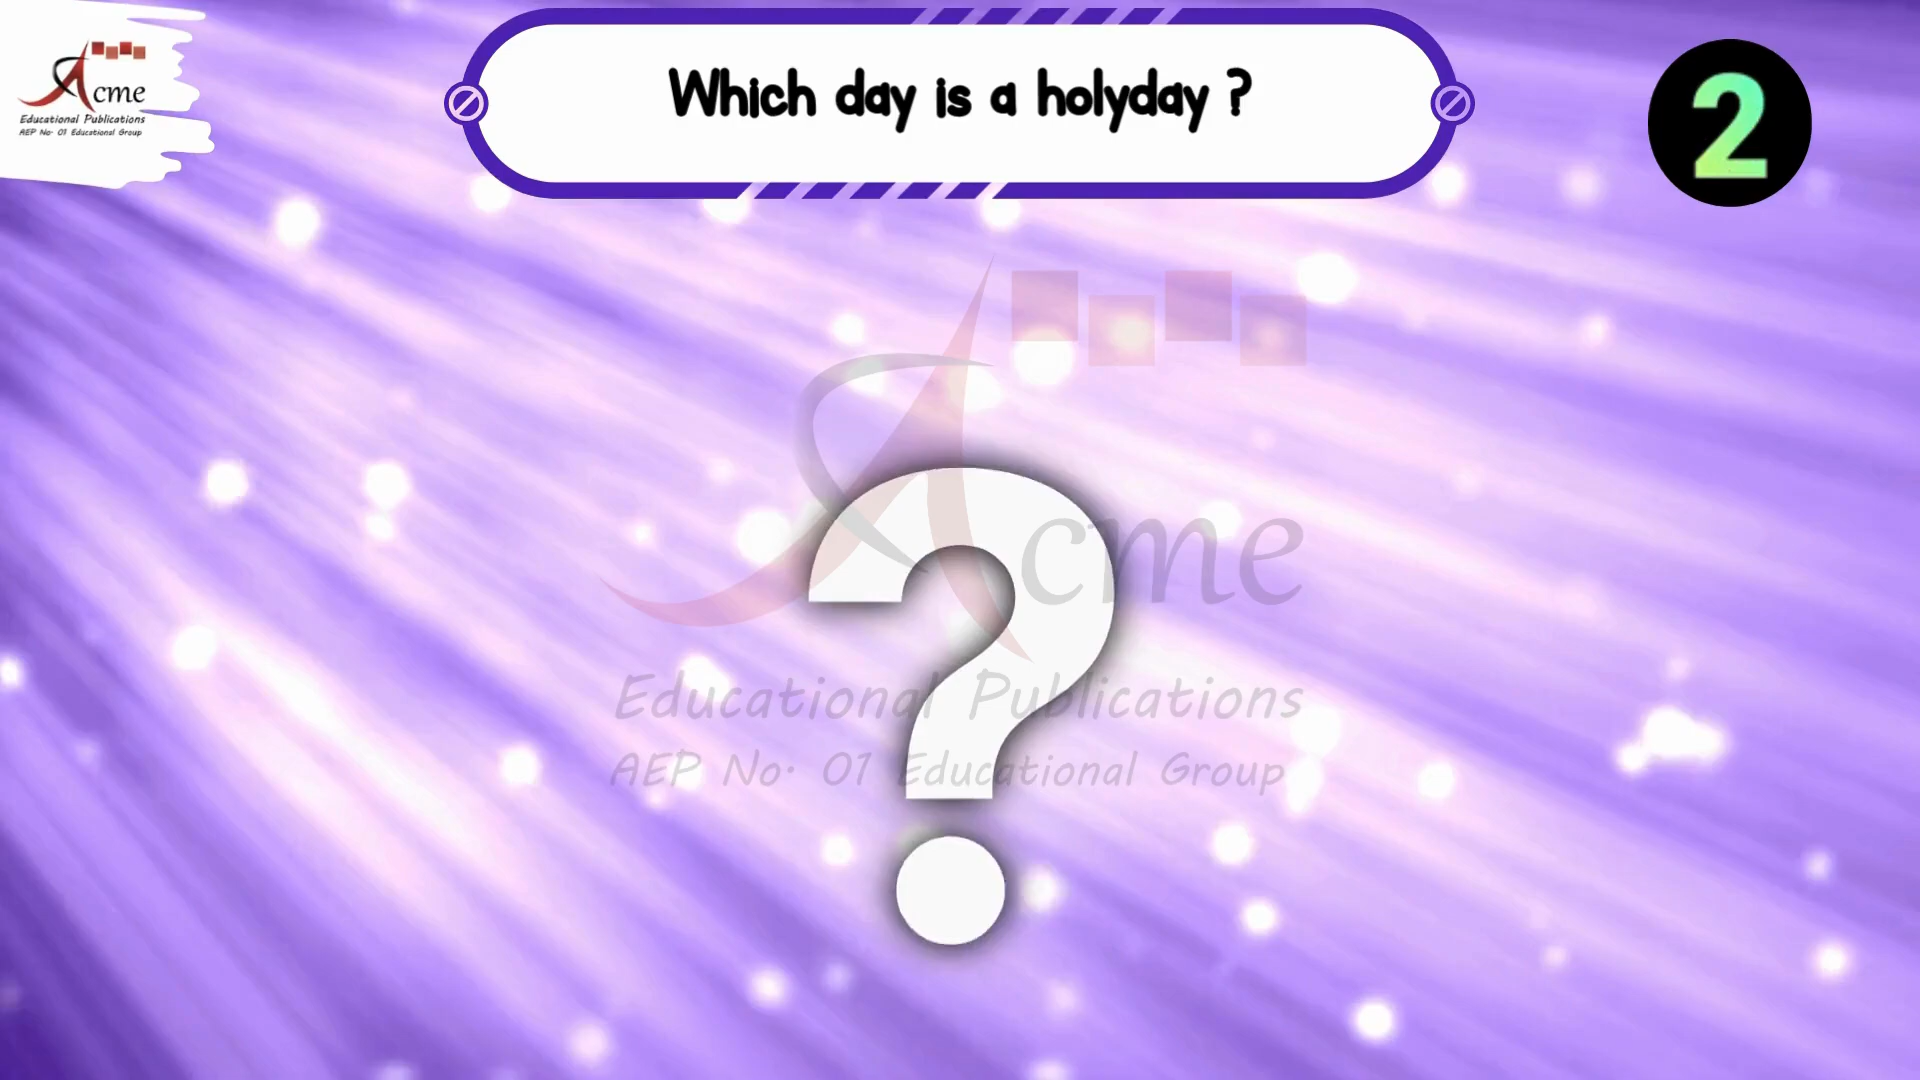 Acme
Educational Publications
AEP No. 01 Educational Group
Which day is a holyday ?
2
Acme
Educational Publications
AEP No. 01 Educational Group
?